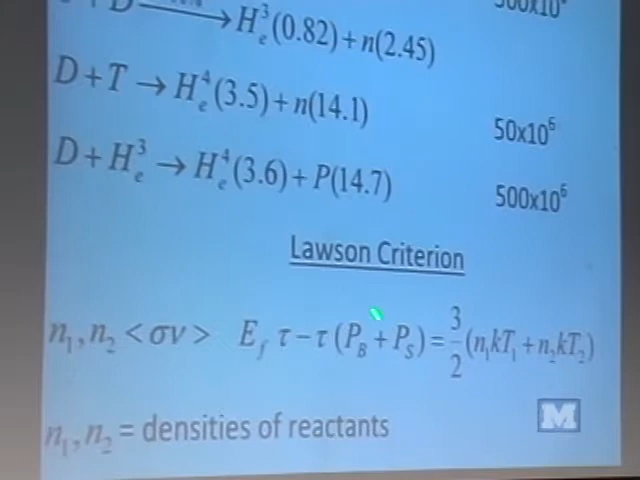 D → H_e^3(0.82)+n(2.45)
D+T → H_e^4(3.5)+n(14.1) 50x10^6
D+H_e^3 → H_e^4(3.6)+P(14.7) 500x10^6
Lawson Criterion
n_1,n_2 <σv> E_f τ−τ(P_B+P_S)=3/2(n_1kT_1+n_2kT_2)
n_1,n_2 = densities of reactants
M